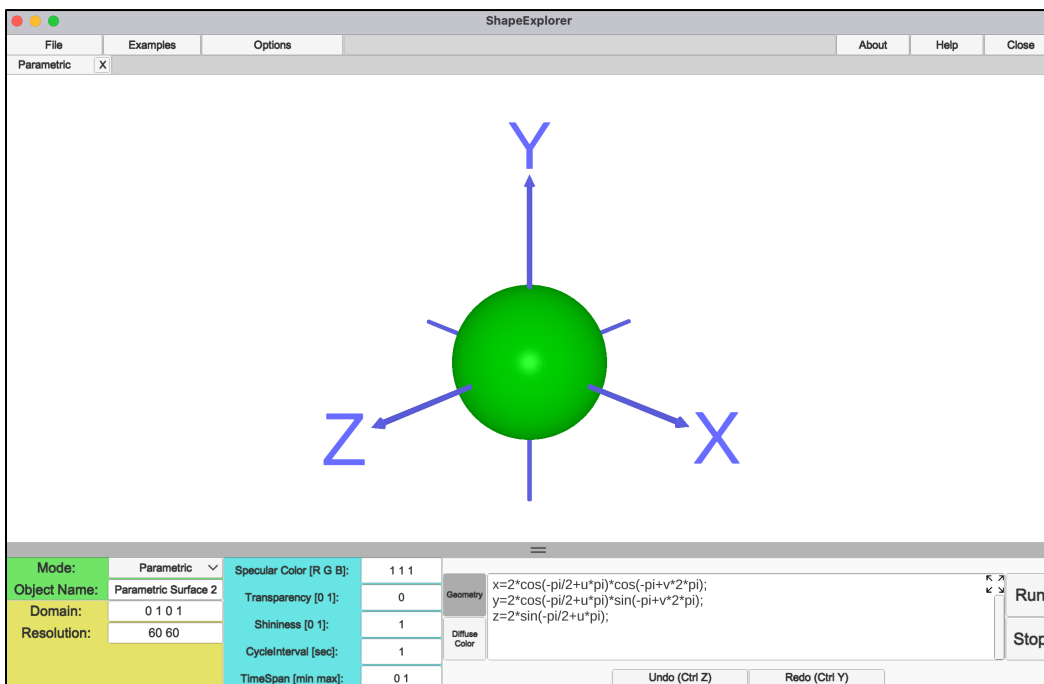 ShapeExplorer
File Examples Options About Help Close
Parametric X
Y
Z
X
Mode: Parametric
Object Name: Parametric Surface 2
Domain: 0 1 0 1
Resolution: 60 60
Specular Color [R G B]: 1 1 1
Transparency [0 1]: 0
Shininess [0 1]: 1
CycleInterval [sec]: 1
TimeSpan [min max]: 0 1
Geometry
Diffuse
Color
x=2*cos(-pi/2+u*pi)*cos(-pi+v*2*pi);
y=2*cos(-pi/2+u*pi)*sin(-pi+v*2*pi);
z=2*sin(-pi/2+u*pi);
Run
Stop
Undo (Ctrl Z) Redo (Ctrl Y)